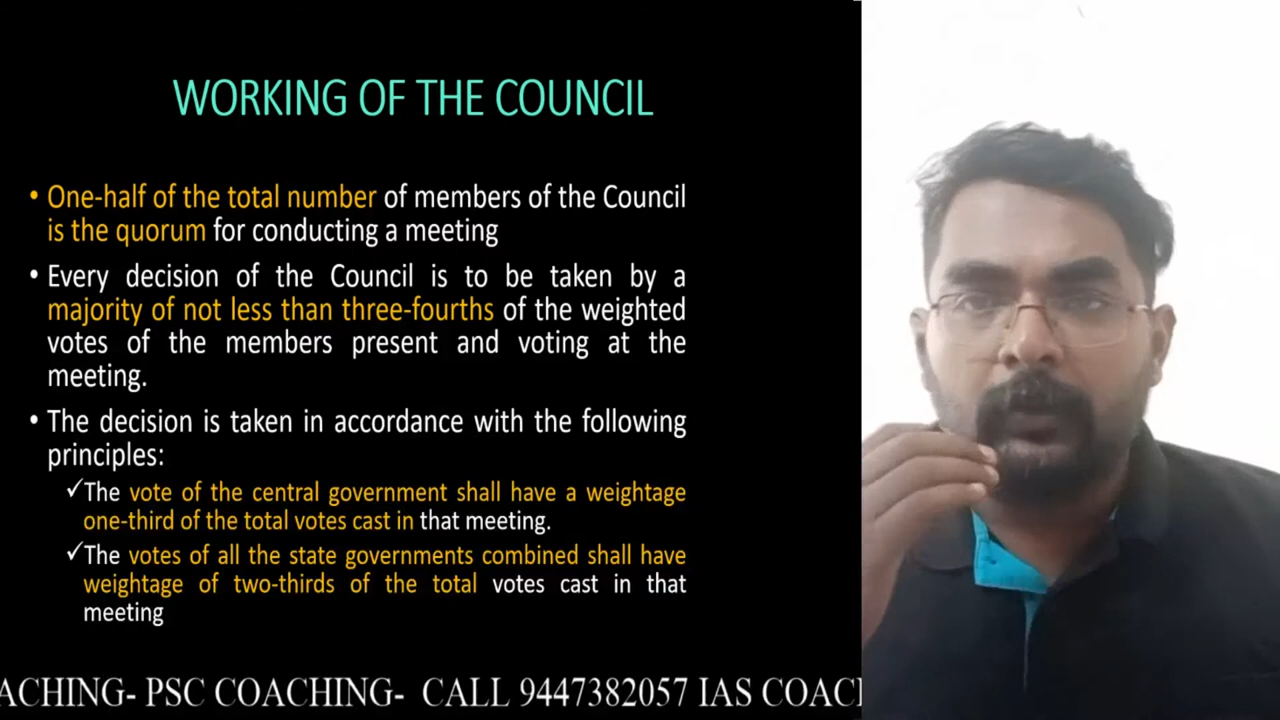 WORKING OF THE COUNCIL
• One-half of the total number of members of the Council
is the quorum for conducting a meeting
• Every decision of the Council is to be taken by a
majority of not less than three-fourths of the weighted
votes of the members present and voting at the
meeting.
• The decision is taken in accordance with the following
principles:
✓The vote of the central government shall have a weightage
one-third of the total votes cast in that meeting.
✓The votes of all the state governments combined shall have
weightage of two-thirds of the total votes cast in that
meeting
ACHING- PSC COACHING- CALL 9447382057 IAS COACH